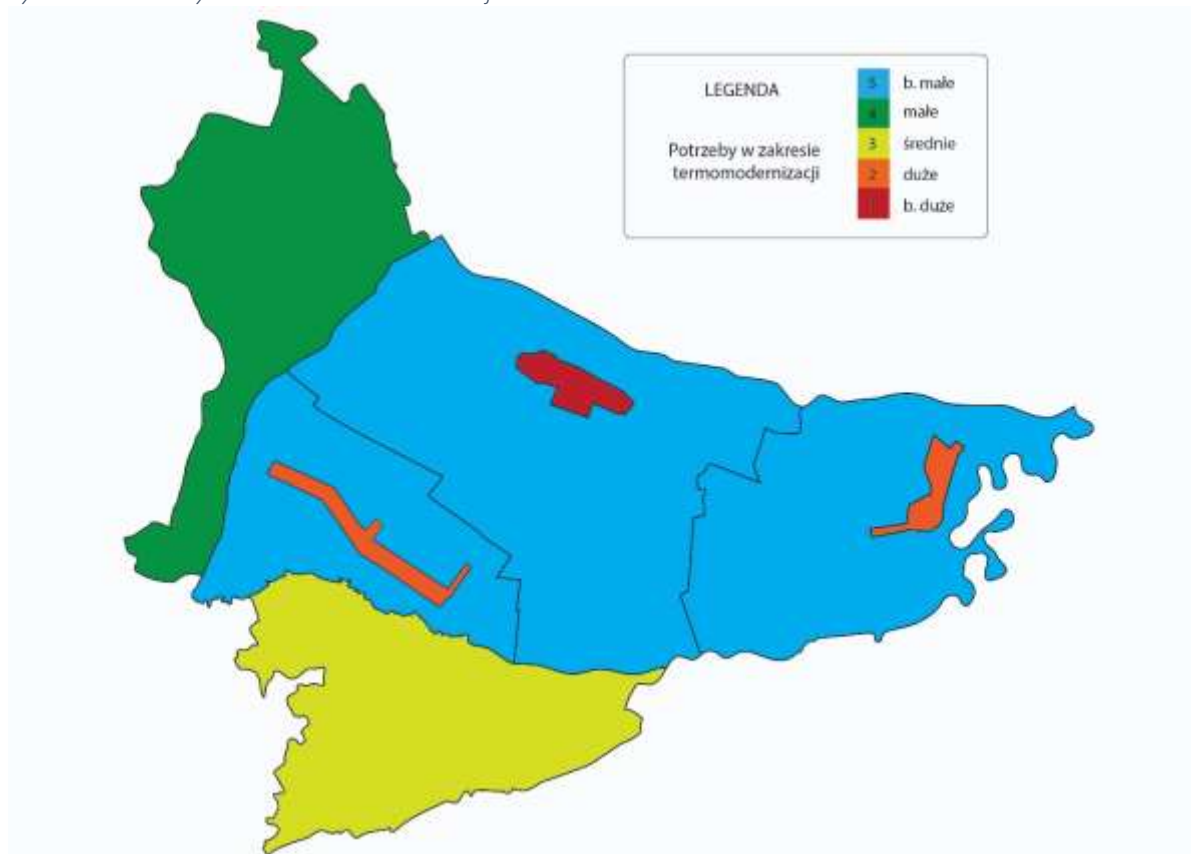 LEGENDA
Potrzeby w zakresie
termomodernizacji
5 b. małe
4 małe
3 średnie
2 duże
b. duże